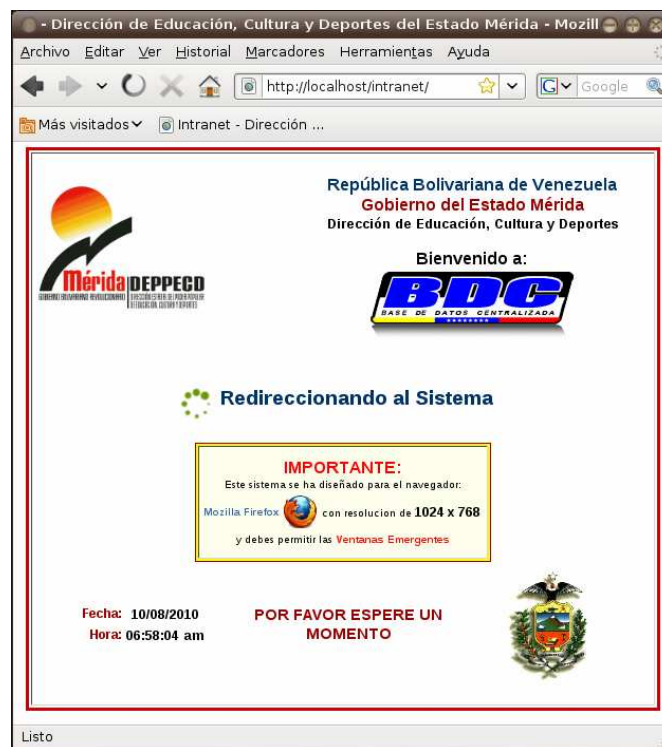 - Dirección de Educación, Cultura y Deportes del Estado Mérida - Mozill
Archivo Editar Ver Historial Marcadores Herramientas Ayuda
http://localhost/intranet/ G Google
Más visitados Intranet - Dirección ...
República Bolivariana de Venezuela
Gobierno del Estado Mérida
Dirección de Educación, Cultura y Deportes
Bienvenido a:
Mérida DEPPECD
GOBIERNO BOLIVARIANO REVOLUCIONARIO
BDC
BASE DE DATOS CENTRALIZADA
Redireccionando al Sistema
IMPORTANTE:
Este sistema se ha diseñado para el navegador:
Mozilla Firefox con resolucion de 1024 x 768
y debes permitir las Ventanas Emergentes
Fecha: 10/08/2010
Hora: 06:58:04 am
POR FAVOR ESPERE UN
MOMENTO
Listo